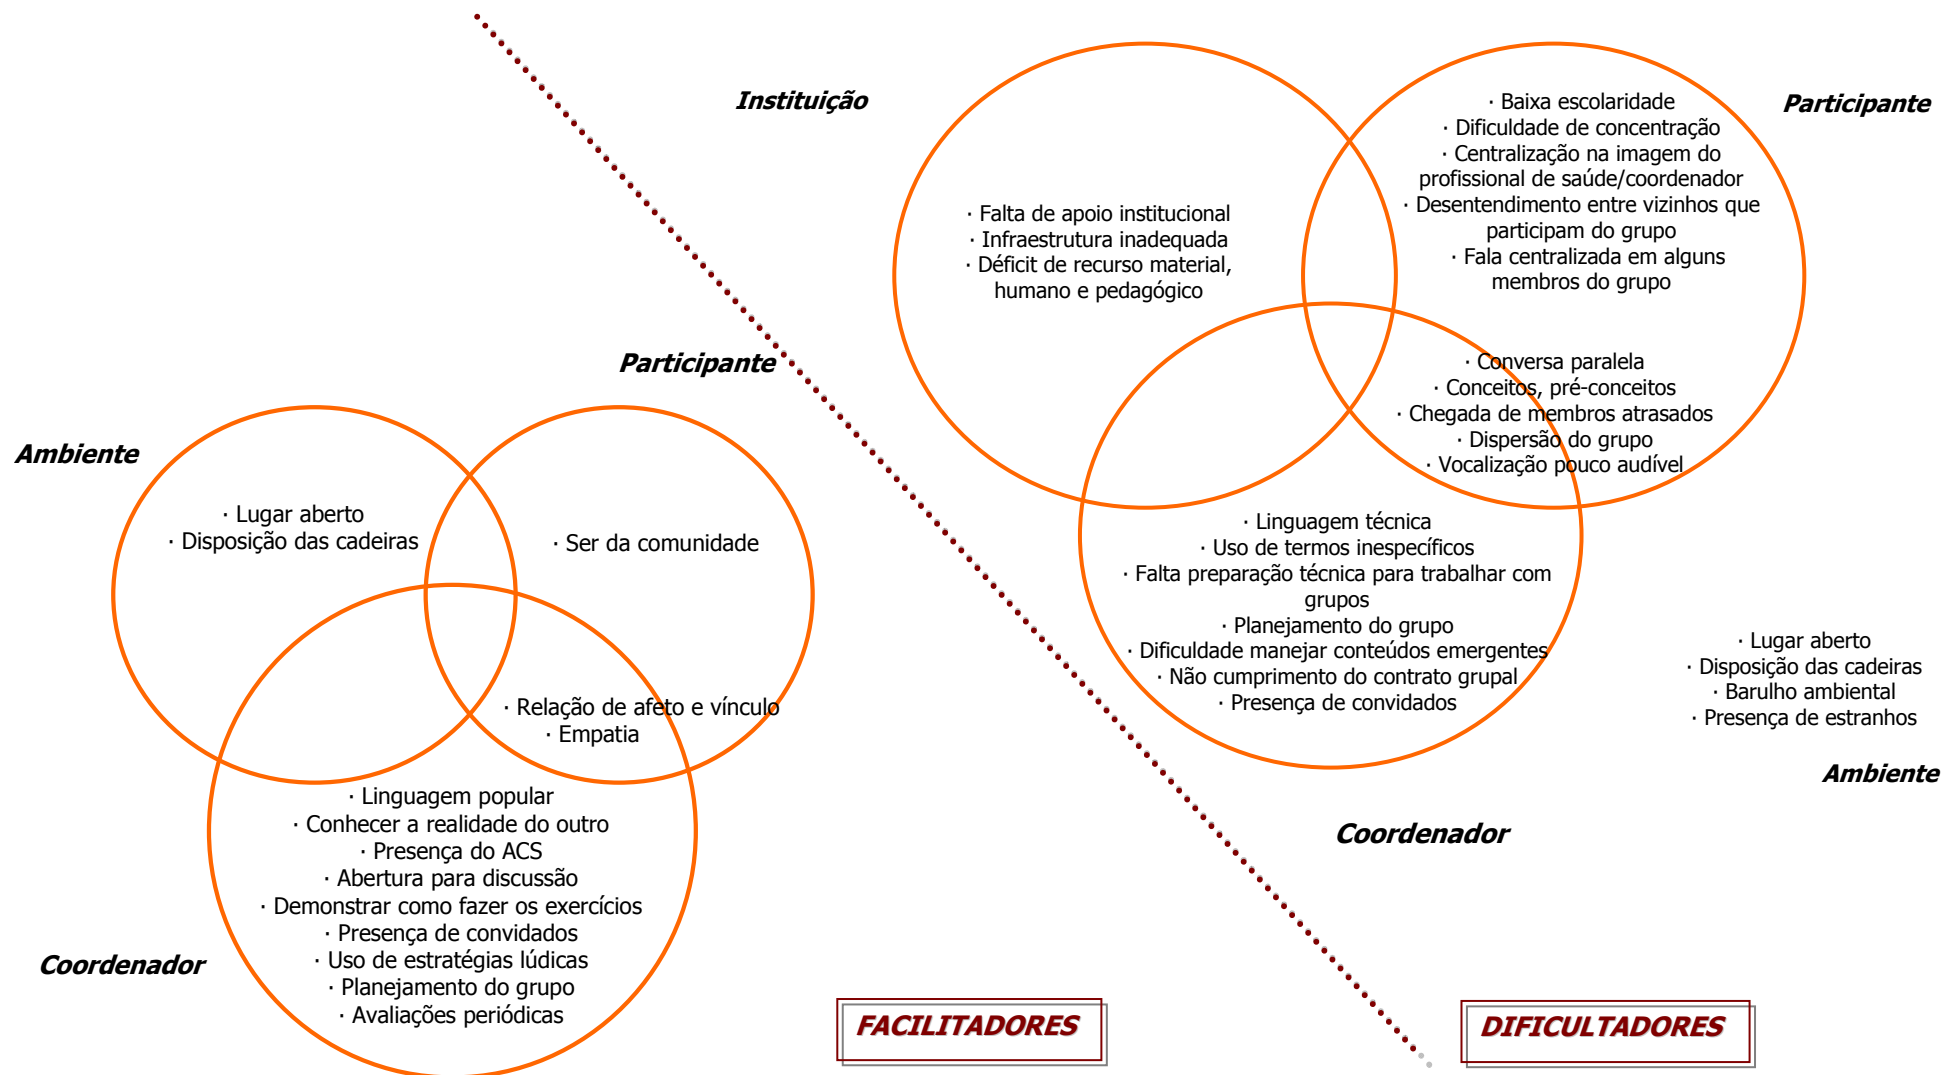 Instituição
Participante
· Baixa escolaridade
· Dificuldade de concentração
· Centralização na imagem do
profissional de saúde/coordenador
· Desentendimento entre vizinhos que
participam do grupo
· Fala centralizada em alguns
membros do grupo
· Falta de apoio institucional
· Infraestrutura inadequada
· Déficit de recurso material,
humano e pedagógico
· Conversa paralela
· Conceitos, pré-conceitos
· Chegada de membros atrasados
· Dispersão do grupo
· Vocalização pouco audível
· Linguagem técnica
· Uso de termos inespecíficos
· Falta preparação técnica para trabalhar com
grupos
· Planejamento do grupo
· Dificuldade manejar conteúdos emergentes
· Não cumprimento do contrato grupal
· Presença de convidados
· Lugar aberto
· Disposição das cadeiras
· Barulho ambiental
· Presença de estranhos
Ambiente
Coordenador
DIFICULTADORES
Participante
Ambiente
· Lugar aberto
· Disposição das cadeiras
· Ser da comunidade
· Relação de afeto e vínculo
· Empatia
· Linguagem popular
· Conhecer a realidade do outro
· Presença do ACS
· Abertura para discussão
· Demonstrar como fazer os exercícios
· Presença de convidados
· Uso de estratégias lúdicas
· Planejamento do grupo
· Avaliações periódicas
Coordenador
FACILITADORES